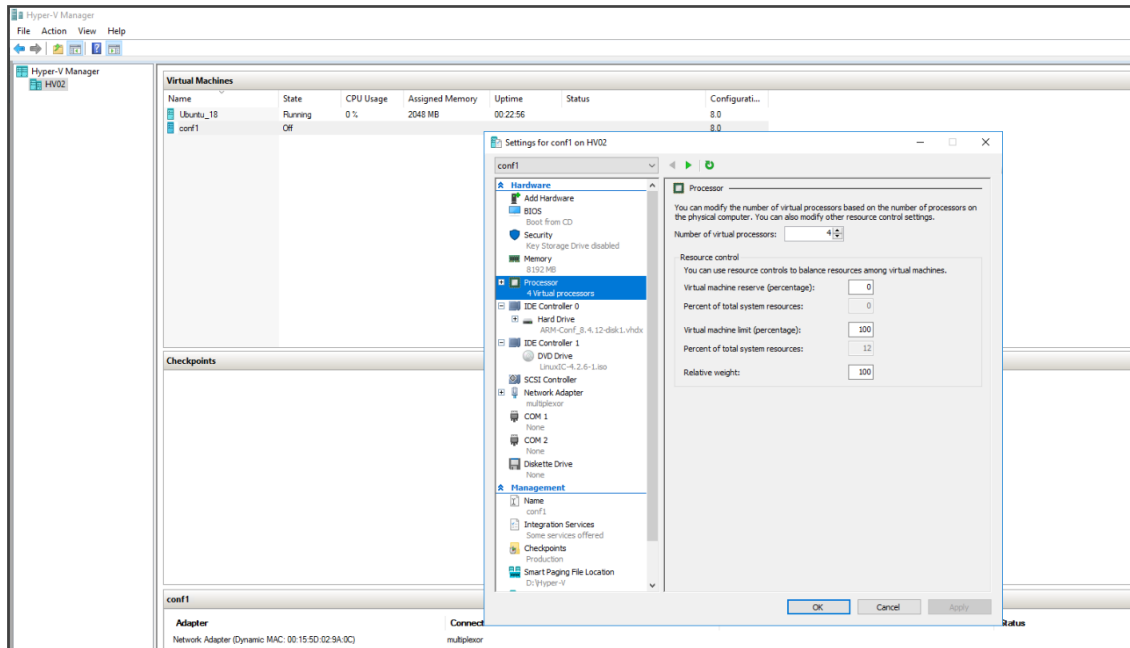 Hyper-V Manager
File Action View Help
Hyper-V Manager
HV02
Virtual Machines
Name State CPU Usage Assigned Memory Uptime Status Configurati...
Ubuntu_18 Running 0 % 2048 MB 00:22:56 8.0
conf1 Off 8.0
Checkpoints
conf1
Adapter Connect Status
Network Adapter (Dynamic MAC: 00:15:5D:02:9A:0C) multiplexor
Settings for conf1 on HV02
conf1
Hardware
Add Hardware
BIOS
Boot from CD
Security
Key Storage Drive disabled
Memory
8192 MB
Processor
4 Virtual processors
IDE Controller 0
Hard Drive
ARM-Conf_8.4.12-disk1.vhdx
IDE Controller 1
DVD Drive
LinuxIC-4.2.6-1.iso
SCSI Controller
Network Adapter
multiplexor
COM 1
None
COM 2
None
Diskette Drive
None
Management
Name
conf1
Integration Services
Some services offered
Checkpoints
Production
Smart Paging File Location
D:\Hyper-V
Processor
You can modify the number of virtual processors based on the number of processors on
the physical computer. You can also modify other resource control settings.
Number of virtual processors: 4
Resource control
You can use resource controls to balance resources among virtual machines.
Virtual machine reserve (percentage): 0
Percent of total system resources: 0
Virtual machine limit (percentage): 100
Percent of total system resources: 12
Relative weight: 100
OK Cancel Apply